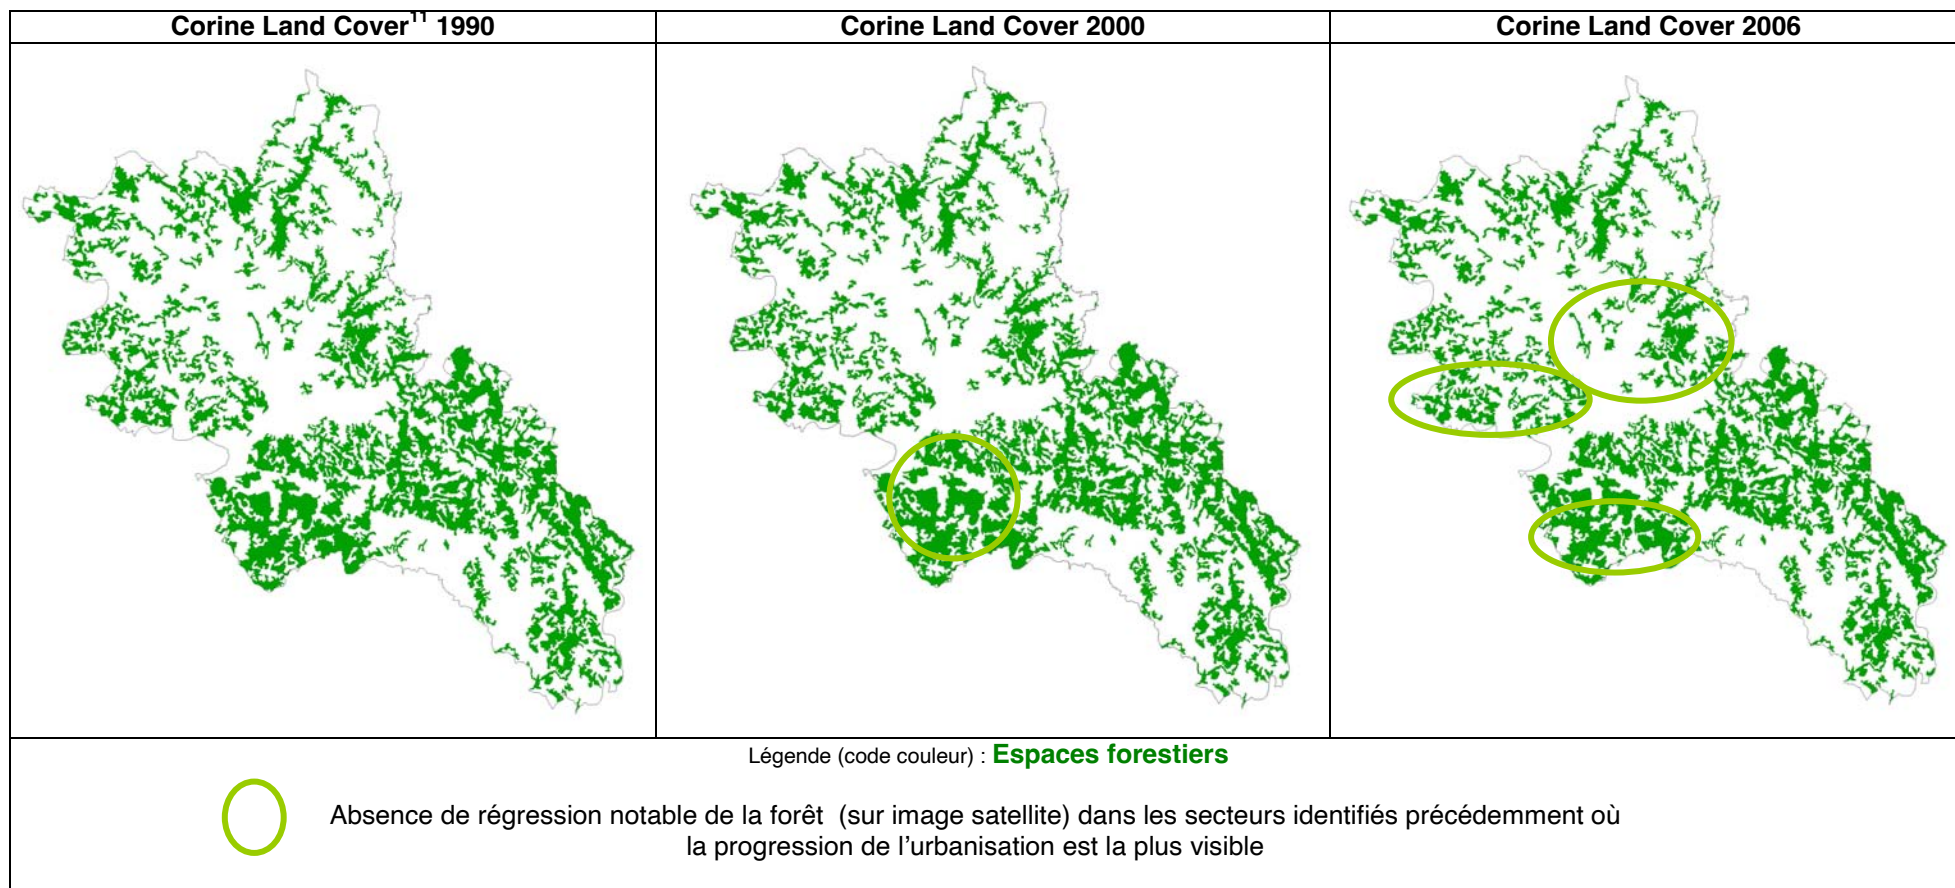 Corine Land Cover¹¹ 1990
Corine Land Cover 2000
Corine Land Cover 2006
Légende (code couleur) : Espaces forestiers
Absence de régression notable de la forêt (sur image satellite) dans les secteurs identifiés précédemment où
la progression de l'urbanisation est la plus visible